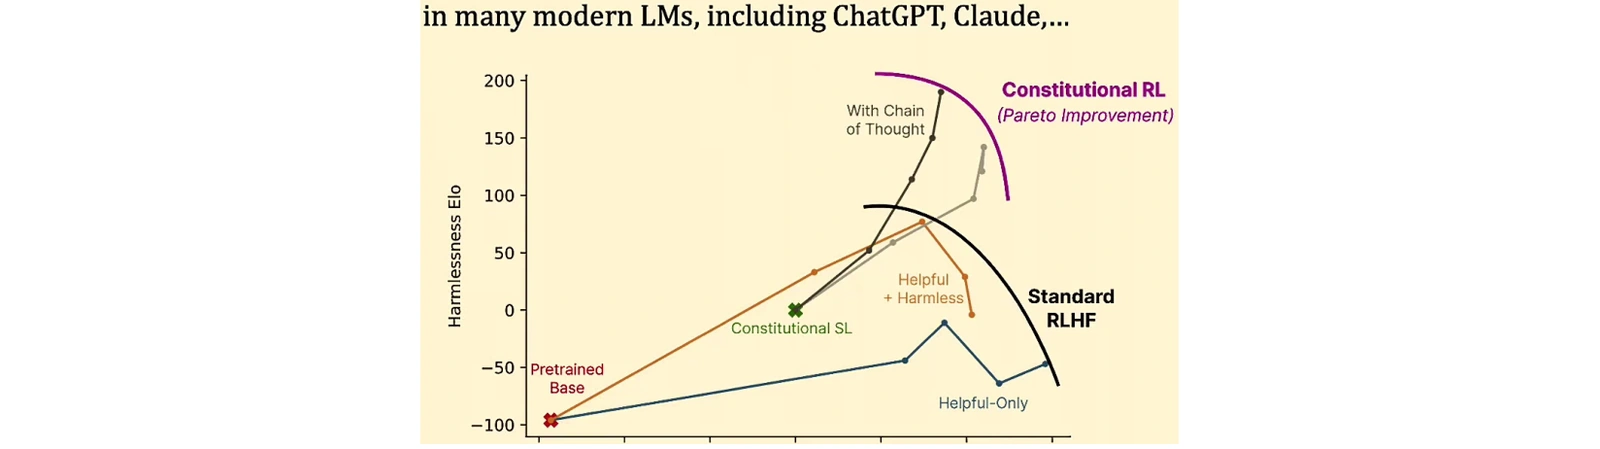 in many modern LMs, including ChatGPT, Claude,...
200
150
100
50
0
−50
−100
Harmlessness Elo
With Chain
of Thought
Constitutional RL
(Pareto Improvement)
Helpful
+ Harmless
Standard
RLHF
Constitutional SL
Pretrained
Base
Helpful-Only